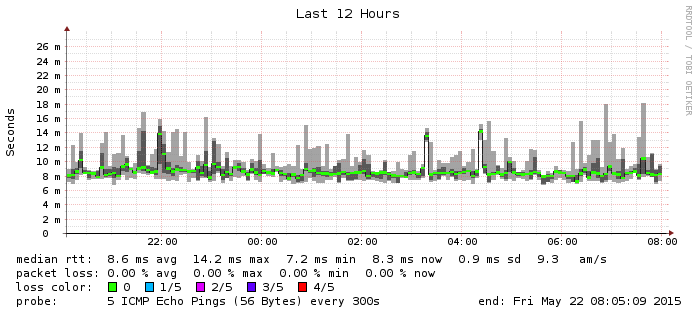 Last 12 Hours
RRDTOOL / TOBI OETIKER
Seconds
26 m
24 m
22 m
20 m
18 m
16 m
14 m
12 m
10 m
8 m
6 m
4 m
2 m
0
22:00 00:00 02:00 04:00 06:00 08:00
median rtt: 8.6 ms avg 14.2 ms max 7.2 ms min 8.3 ms now 0.9 ms sd 9.3 am/s
packet loss: 0.00 % avg 0.00 % max 0.00 % min 0.00 % now
loss color: 0 1/5 2/5 3/5 4/5
probe: 5 ICMP Echo Pings (56 Bytes) every 300s end: Fri May 22 08:05:09 2015